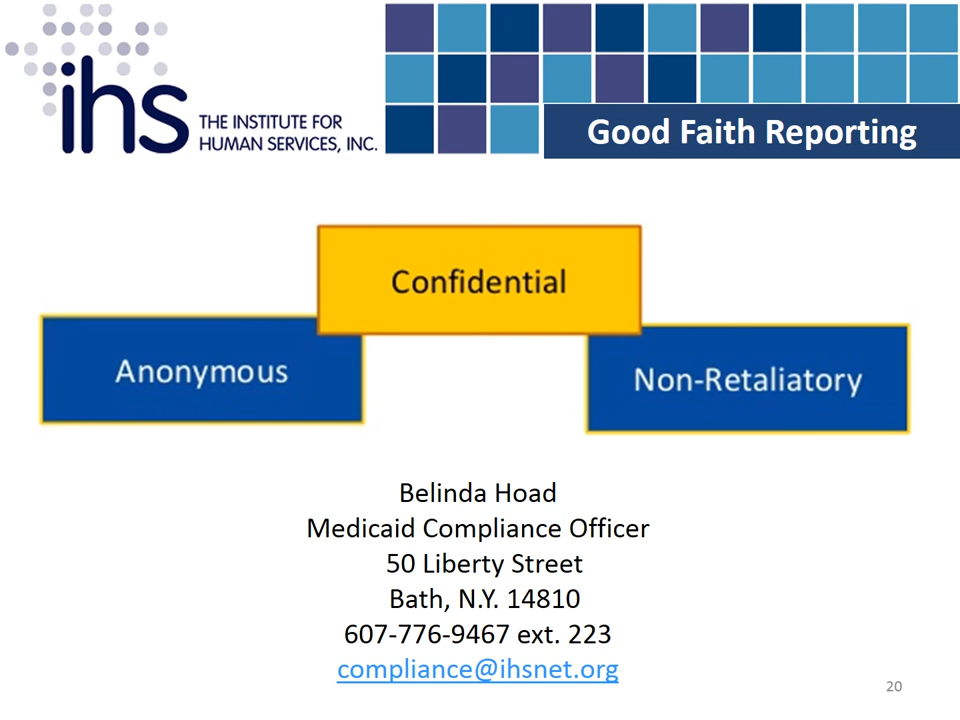 ihs THE INSTITUTE FOR
HUMAN SERVICES, INC.
Good Faith Reporting
Confidential
Anonymous
Non-Retaliatory
Belinda Hoad
Medicaid Compliance Officer
50 Liberty Street
Bath, N.Y. 14810
607-776-9467 ext. 223
compliance@ihsnet.org
20